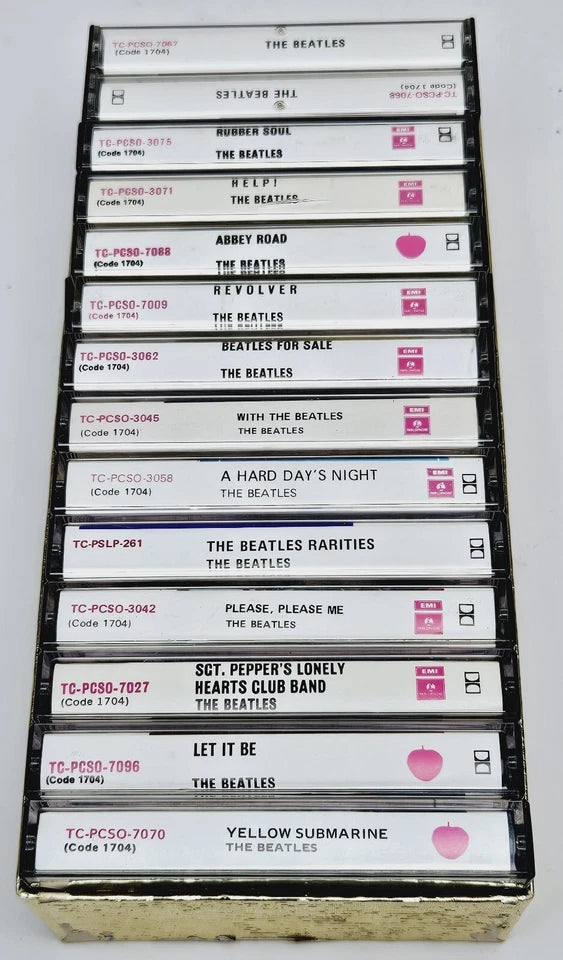 TC-PCSO-7067
(Code 1704)
THE BEATLES
TC-PCSO-7068
(Code 1704)
THE BEATLES
TC-PCSO-3075
(Code 1704)
RUBBER SOUL
THE BEATLES
EMI
TC-PCSO-3071
(Code 1704)
HELP!
THE BEATLES
EMI
TC-PCSO-7088
(Code 1704)
ABBEY ROAD
THE BEATLES
TC-PCSO-7009
(Code 1704)
REVOLVER
THE BEATLES
EMI
TC-PCSO-3062
(Code 1704)
BEATLES FOR SALE
THE BEATLES
EMI
TC-PCSO-3045
(Code 1704)
WITH THE BEATLES
THE BEATLES
EMI
PARLOPHONE
TC-PCSO-3058
(Code 1704)
A HARD DAY'S NIGHT
THE BEATLES
EMI
PARLOPHONE
TC-PSLP-261
THE BEATLES RARITIES
THE BEATLES
TC-PCSO-3042
(Code 1704)
PLEASE, PLEASE ME
THE BEATLES
EMI
PARLOPHONE
TC-PCSO-7027
(Code 1704)
SGT. PEPPER'S LONELY
HEARTS CLUB BAND
THE BEATLES
EMI
TC-PCSO-7096
(Code 1704)
LET IT BE
THE BEATLES
TC-PCSO-7070
(Code 1704)
YELLOW SUBMARINE
THE BEATLES